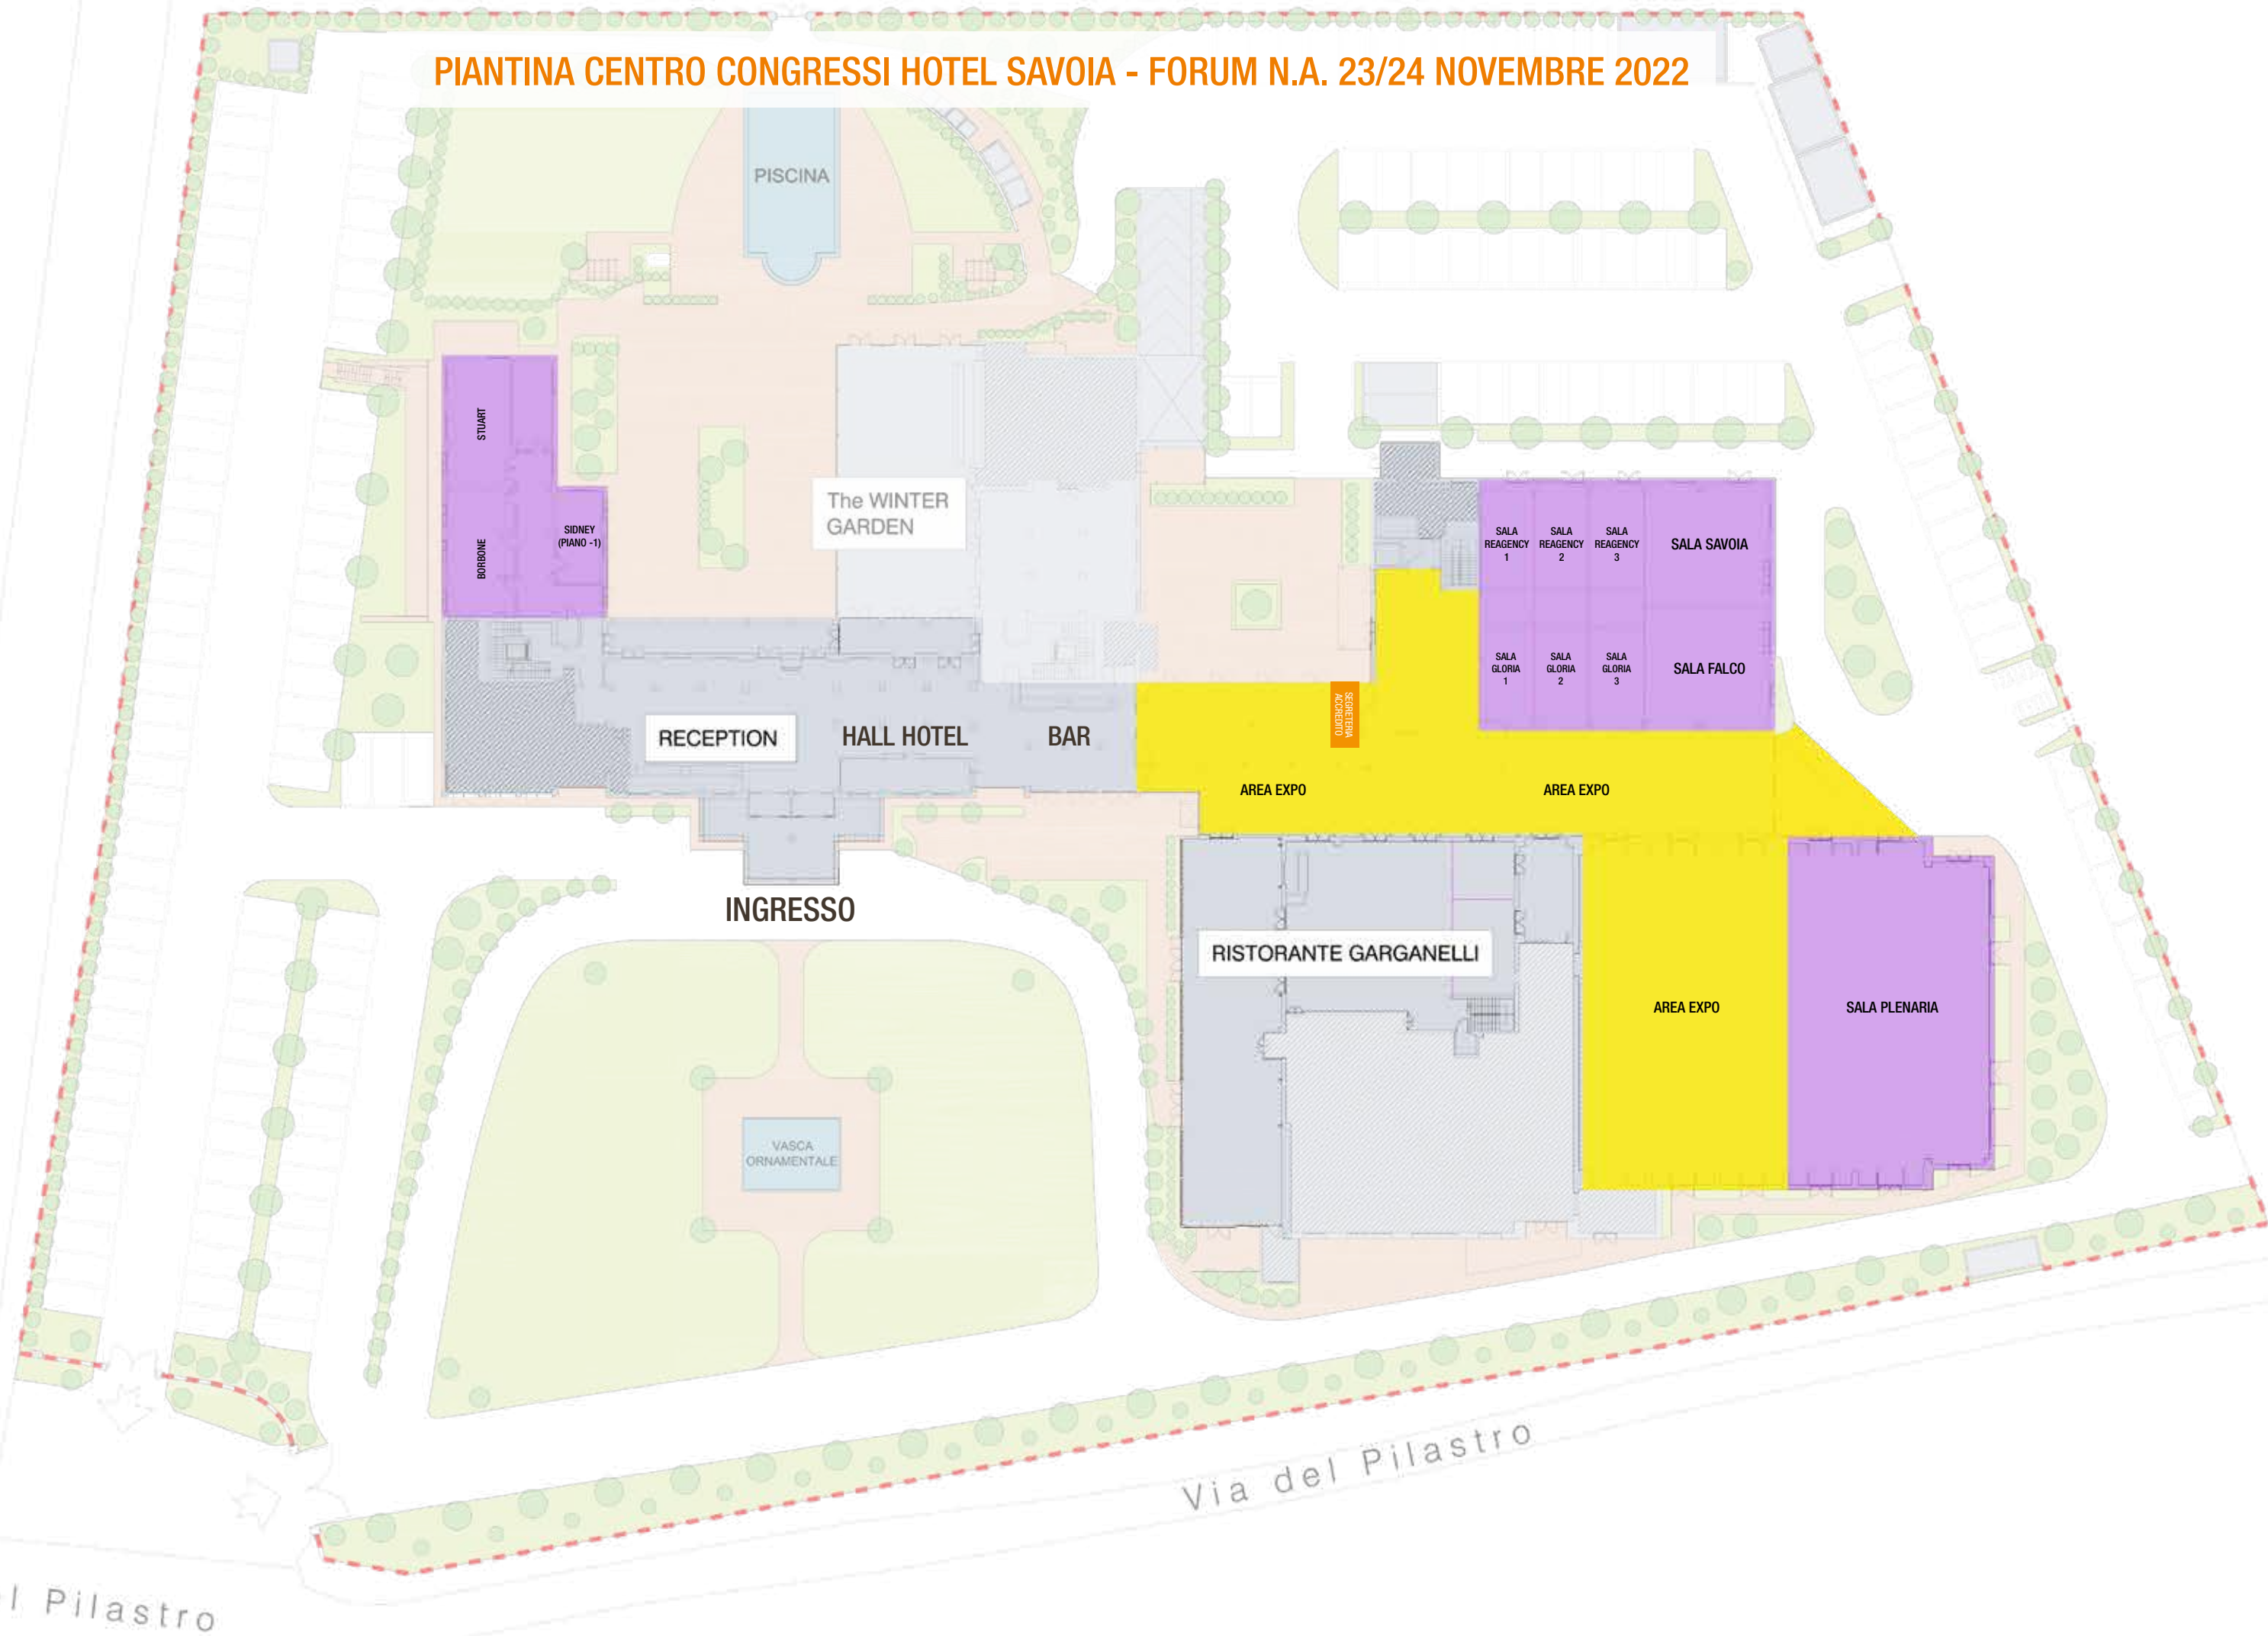 PIANTINA CENTRO CONGRESSI HOTEL SAVOIA - FORUM N.A. 23/24 NOVEMBRE 2022
PISCINA
STUART
BORBONE
SIDNEY
(PIANO -1)
The WINTER
GARDEN
SALA
REAGENCY
1
SALA
REAGENCY
2
SALA
REAGENCY
3
SALA SAVOIA
SALA
GLORIA
1
SALA
GLORIA
2
SALA
GLORIA
3
SALA FALCO
SEGRETERIA
ACCREDITO
RECEPTION
HALL HOTEL
BAR
AREA EXPO
AREA EXPO
INGRESSO
RISTORANTE GARGANELLI
AREA EXPO
SALA PLENARIA
VASCA
ORNAMENTALE
Via del Pilastro
l Pilastro